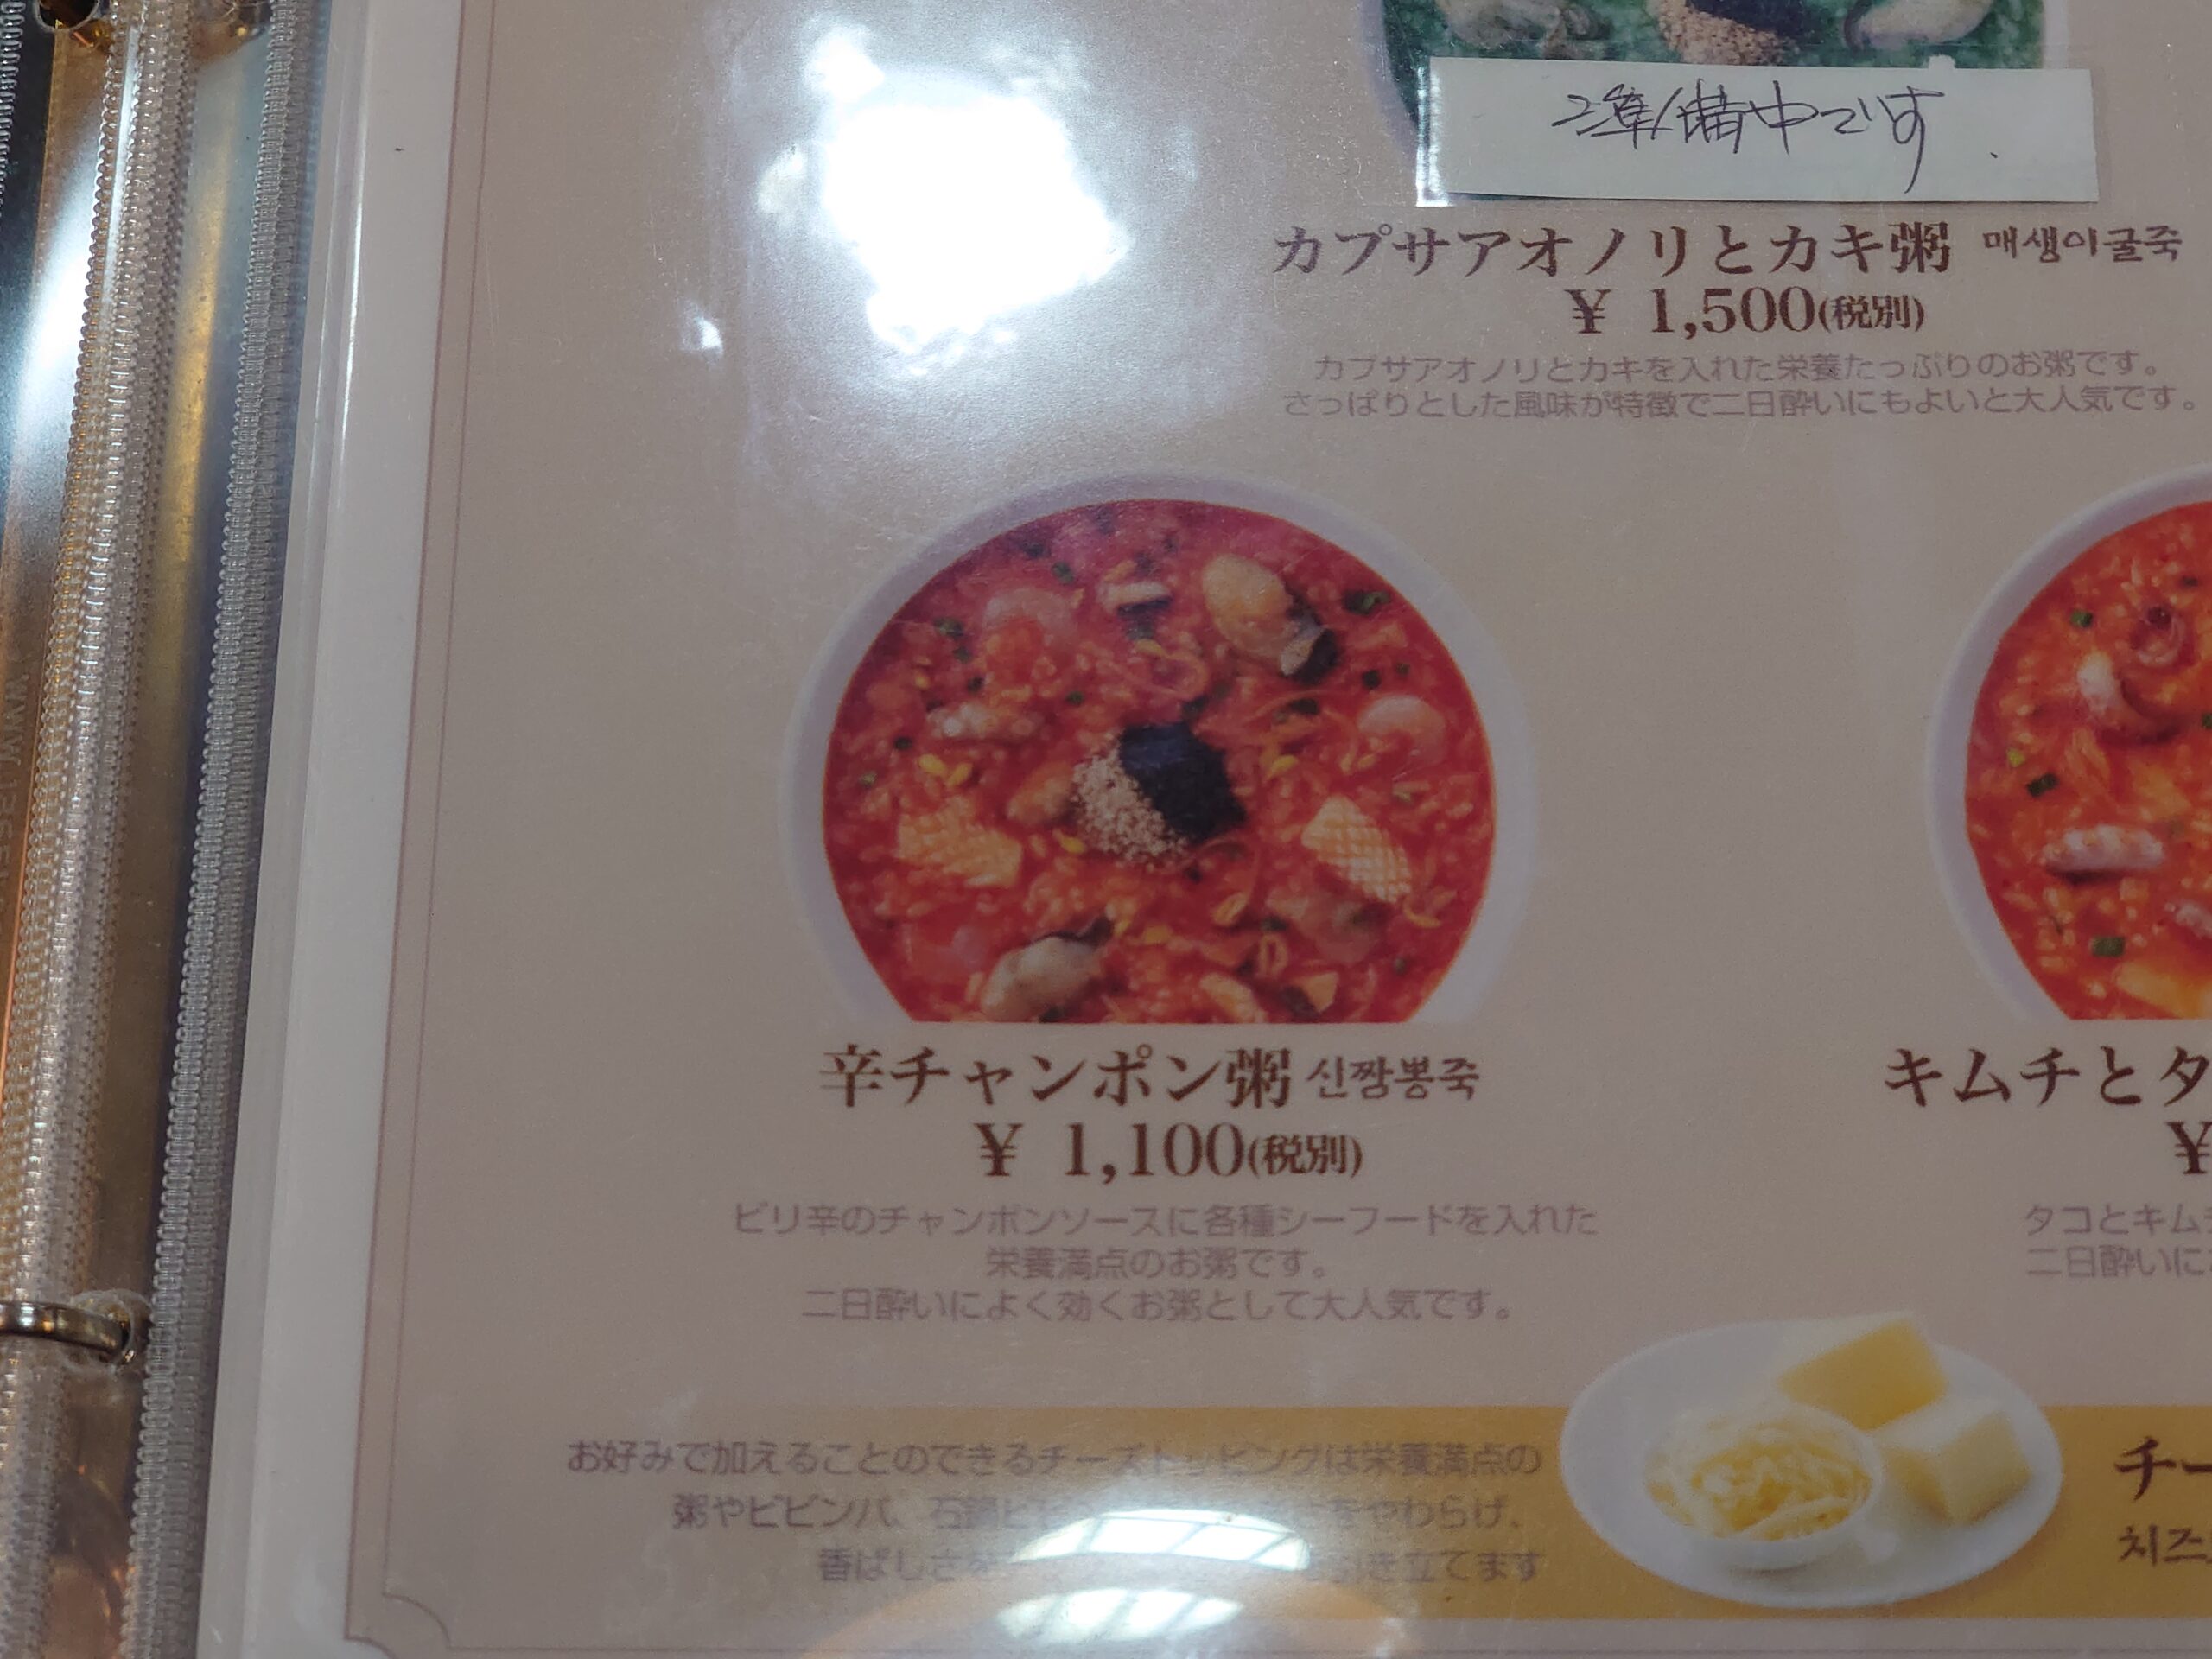 準備中です.
カプサアオノリとカキ粥 매생이굴죽
¥ 1,500(税別)
カプサアオノリとカキを入れた栄養たっぷりのお粥です。
さっぱりとした風味が特徴で二日酔いにもよいと大人気です。
辛チャンポン粥 신짬뽕죽
¥ 1,100(税別)
ピリ辛のチャンポンソースに各種シーフードを入れた
栄養満点のお粥です。
二日酔いによく効くお粥として大人気です。
キムチとタ
¥
タコとキム
二日酔いに
お好みで加えることのできるチーズトッピングは栄養満点の
粥やビビンバ、石鍋ビ をやわらげ、
香ばしさを 引き立てます
チー
치즈